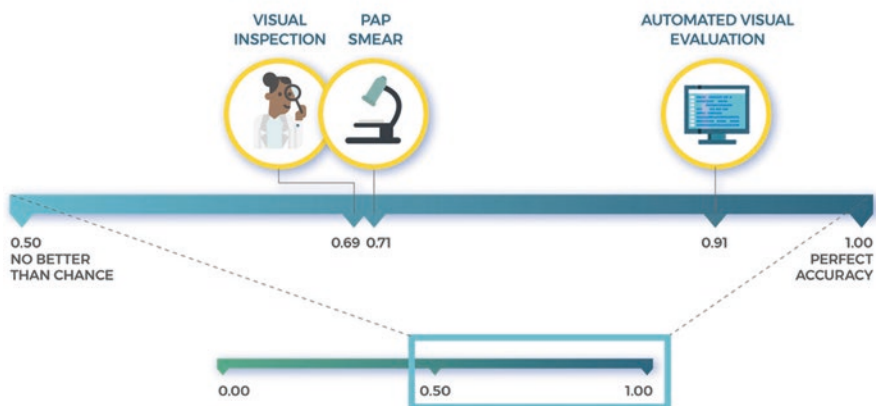 VISUAL
INSPECTION
PAP
SMEAR
AUTOMATED VISUAL
EVALUATION
0.50
NO BETTER
THAN CHANCE
0.69
0.71
0.91
1.00
PERFECT
ACCURACY
0.00
0.50
1.00